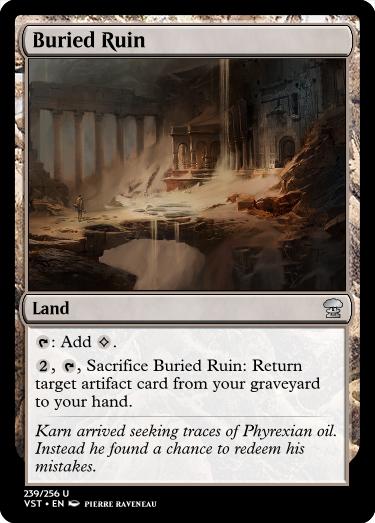 Buried Ruin
Land
: Add .
2, , Sacrifice Buried Ruin: Return
target artifact card from your graveyard
to your hand.
Karn arrived seeking traces of Phyrexian oil.
Instead he found a chance to redeem his
mistakes.
239/256 U
VST • EN PIERRE RAVENEAU